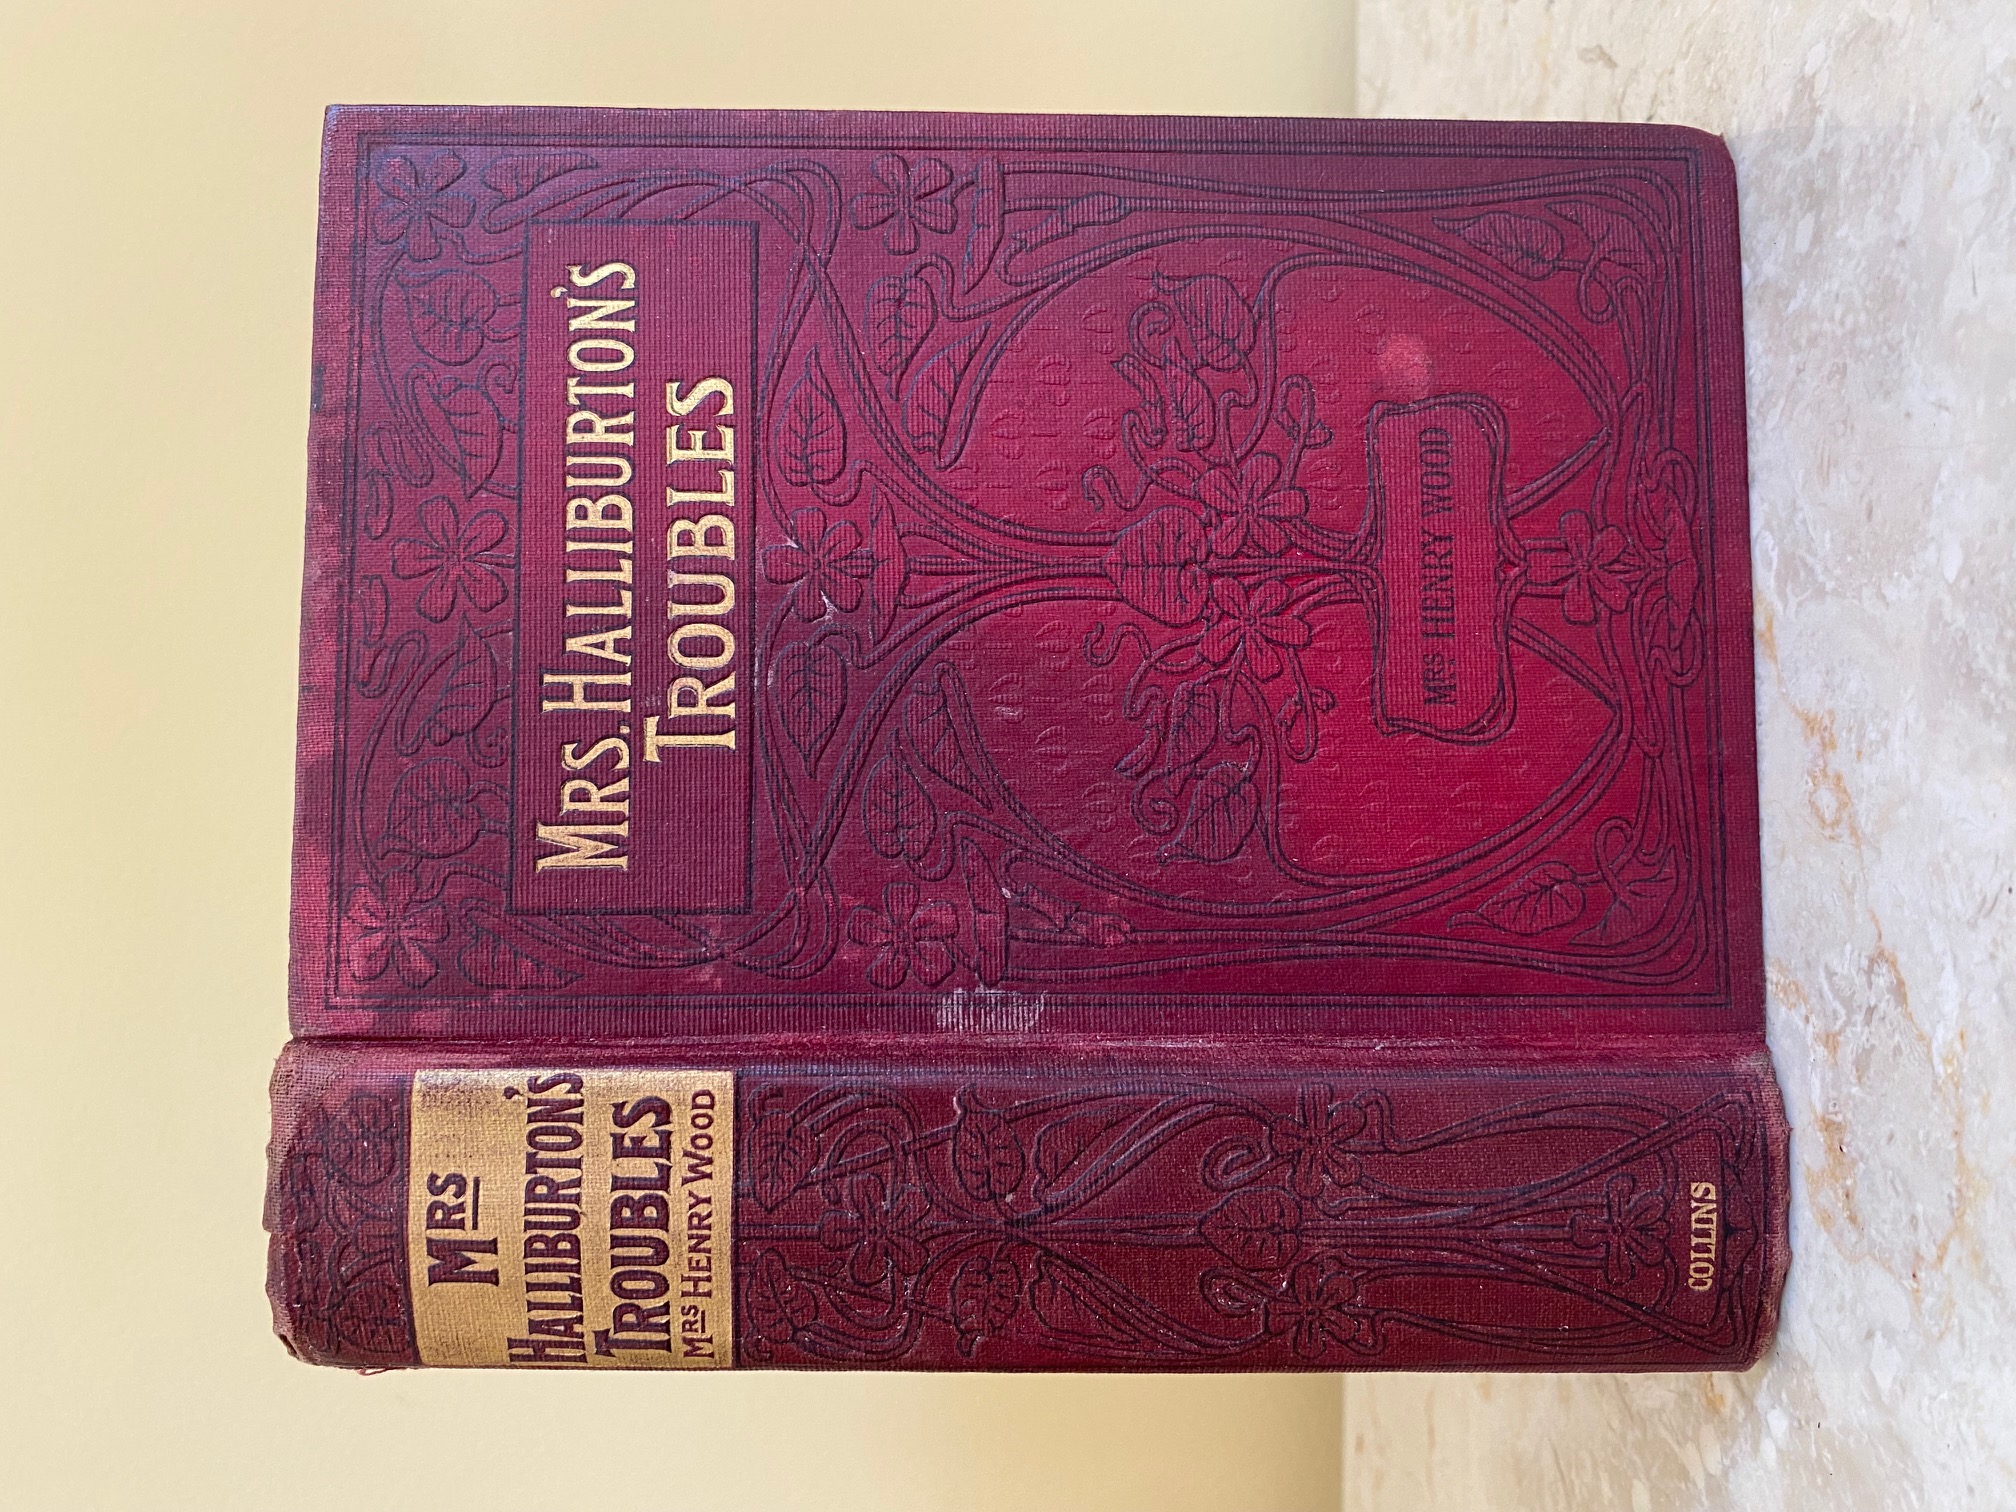 MRS. HALLIBURTON'S
TROUBLES
MRS HENRY WOOD
MRS
HALLIBURTON'S
TROUBLES
MRS HENRY WOOD
COLLINS